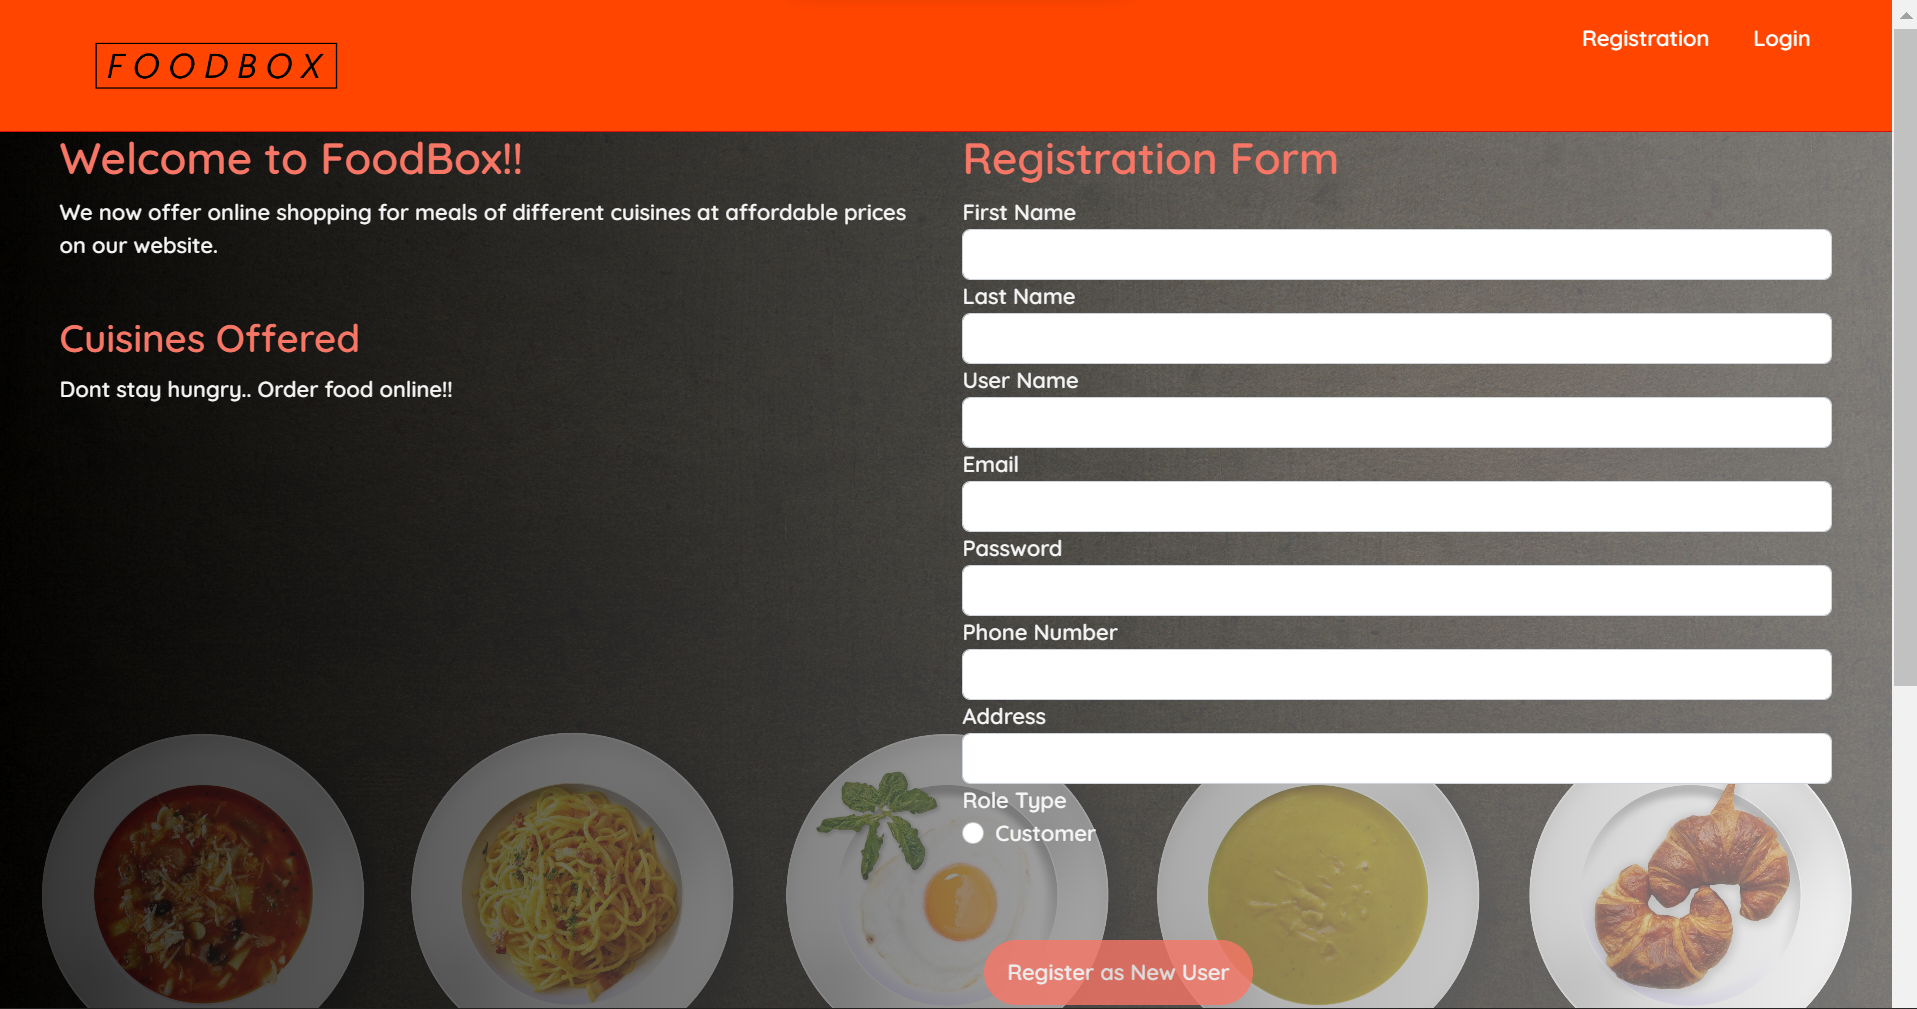 FOODBOX
Registration
Login
Welcome to FoodBox!!
We now offer online shopping for meals of different cuisines at affordable prices
on our website.
Cuisines Offered
Dont stay hungry.. Order food online!!
Registration Form
First Name
Last Name
User Name
Email
Password
Phone Number
Address
Role Type
Customer
Register as New User